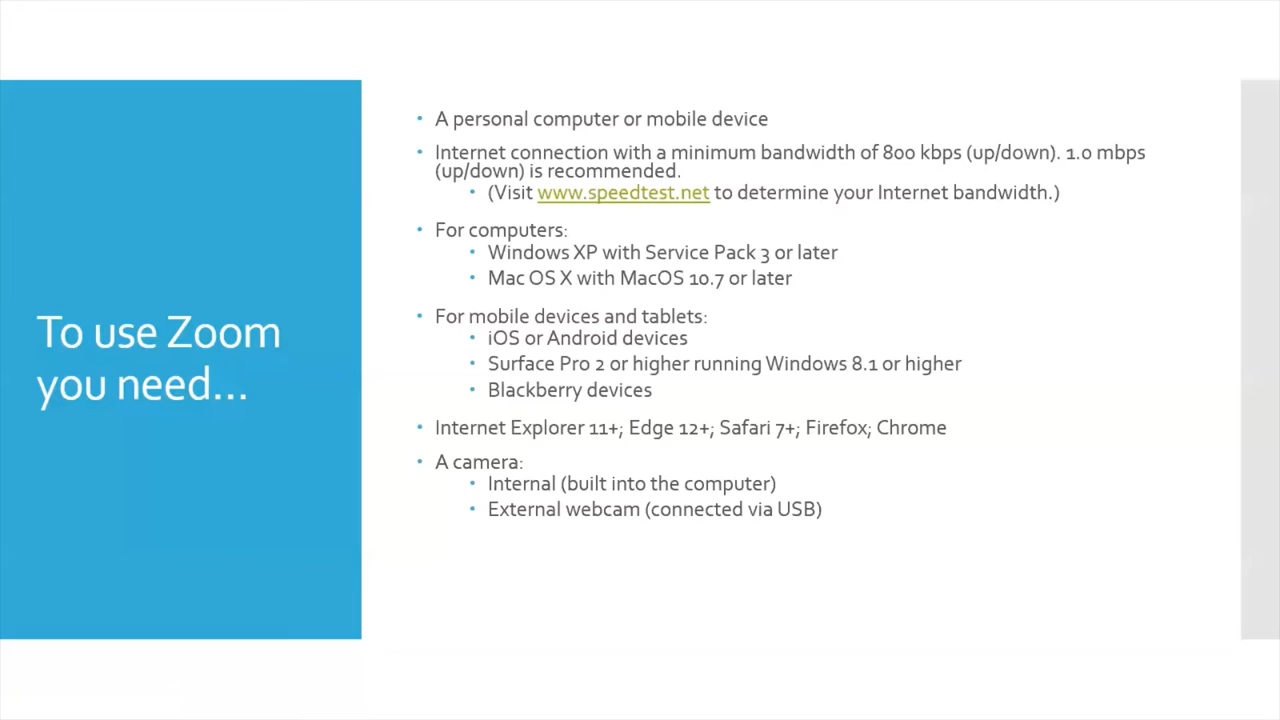 To use Zoom
you need...
• A personal computer or mobile device
• Internet connection with a minimum bandwidth of 800 kbps (up/down). 1.0 mbps
(up/down) is recommended.
• (Visit www.speedtest.net to determine your Internet bandwidth.)
• For computers:
• Windows XP with Service Pack 3 or later
• Mac OS X with MacOS 10.7 or later
• For mobile devices and tablets:
• iOS or Android devices
• Surface Pro 2 or higher running Windows 8.1 or higher
• Blackberry devices
• Internet Explorer 11+; Edge 12+; Safari 7+; Firefox; Chrome
• A camera:
• Internal (built into the computer)
• External webcam (connected via USB)